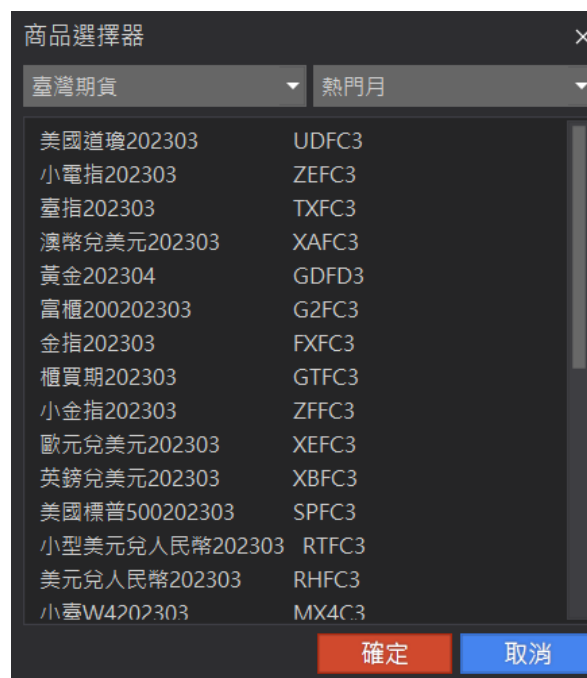 商品選擇器 ×
臺灣期貨 熱門月
美國道瓊202303 UDFC3
小電指202303 ZEFC3
臺指202303 TXFC3
澳幣兌美元202303 XAFC3
黃金202304 GDFD3
富櫃200202303 G2FC3
金指202303 FXFC3
櫃買期202303 GTFC3
小金指202303 ZFFC3
歐元兌美元202303 XEFC3
英鎊兌美元202303 XBFC3
美國標普500202303 SPFC3
小型美元兌人民幣202303 RTFC3
美元兌人民幣202303 RHFC3
小臺W4202303 MX4C3
確定 取消